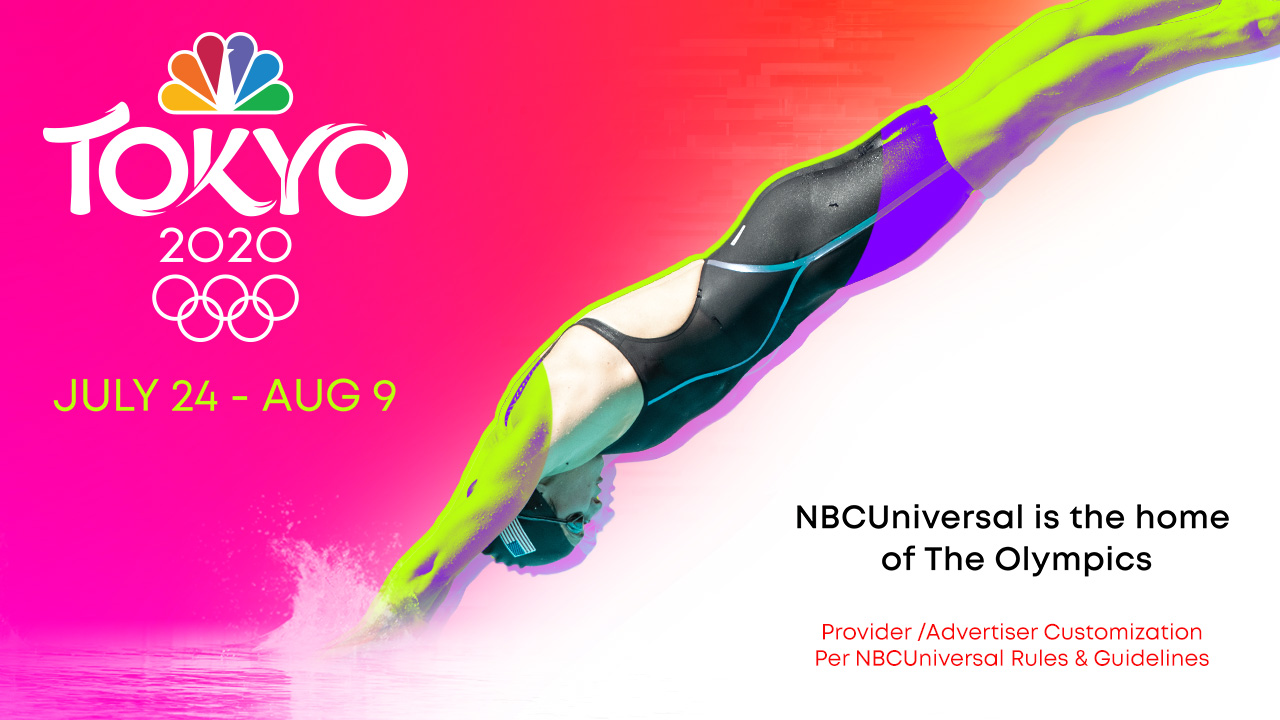 TOKYO
2020
JULY 24 - AUG 9
NBCUniversal is the home
of The Olympics
Provider /Advertiser Customization
Per NBCUniversal Rules & Guidelines